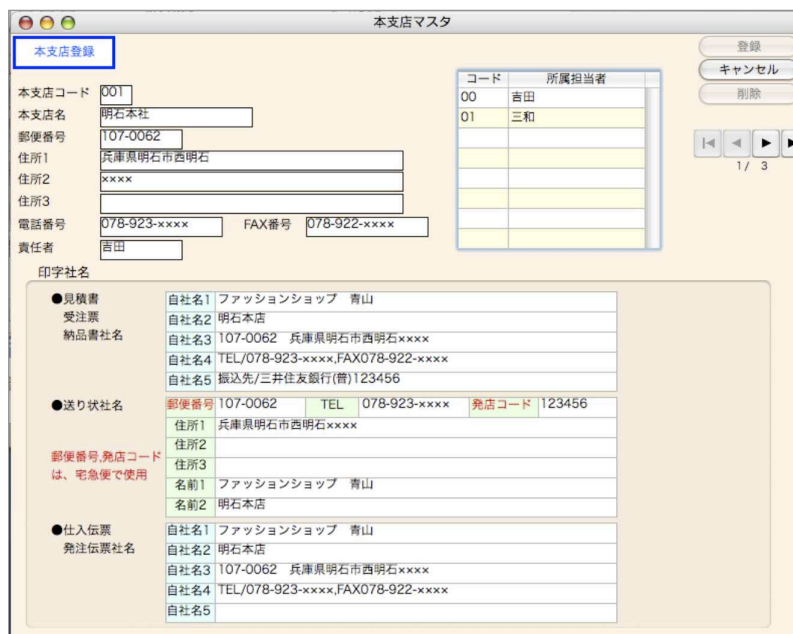 本支店マスタ
本支店登録
登録
キャンセル
削除
1/ 3
本支店コード 001
本支店名 明石本社
郵便番号 107-0062
住所1 兵庫県明石市西明石
住所2 ××××
住所3
電話番号 078-923-×××× FAX番号 078-922-××××
責任者 吉田
コード 所属担当者
00 吉田
01 三和
印字社名
●見積書
受注票
納品書社名
自社名1 ファッションショップ 青山
自社名2 明石本店
自社名3 107-0062 兵庫県明石市西明石××××
自社名4 TEL/078-923-××××,FAX078-922-××××
自社名5 振込先/三井住友銀行(普)123456
●送り状社名
郵便番号,発店コード
は、宅急便で使用
郵便番号 107-0062 TEL 078-923-×××× 発店コード 123456
住所1 兵庫県明石市西明石××××
住所2
住所3
名前1 ファッションショップ 青山
名前2 明石本店
●仕入伝票
発注伝票社名
自社名1 ファッションショップ 青山
自社名2 明石本店
自社名3 107-0062 兵庫県明石市西明石××××
自社名4 TEL/078-923-××××,FAX078-922-××××
自社名5